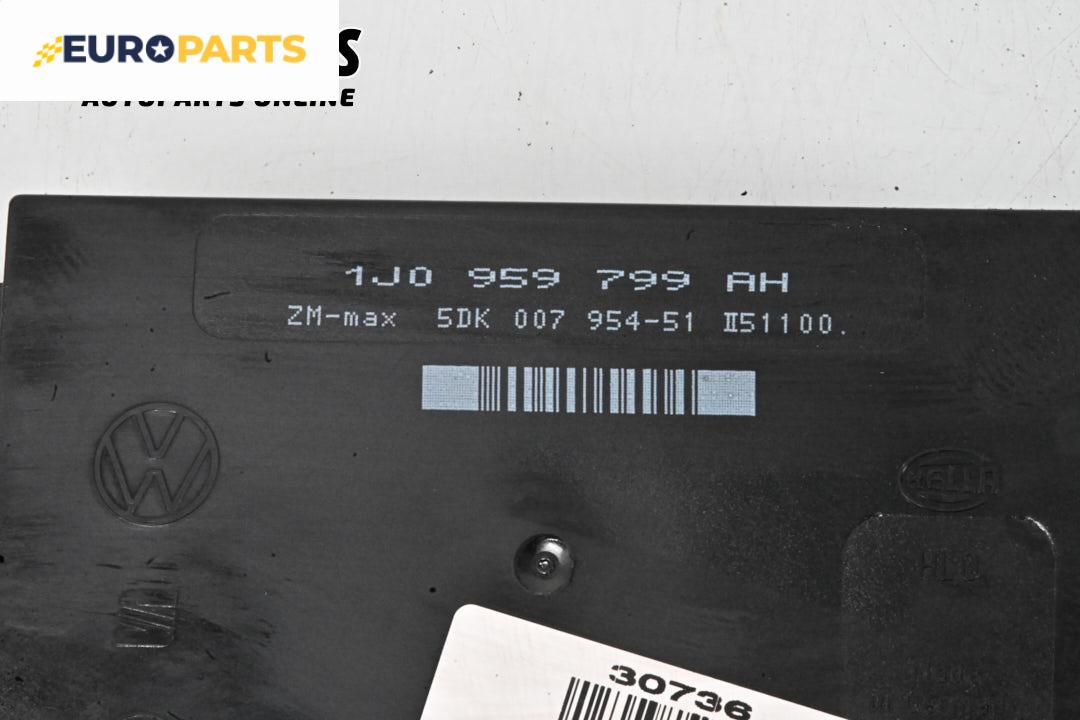 EUROPARTS
AUTOPARTS ONLINE
1J0 959 799 AH
ZM-max 5DK 007 954-51 II51100.
HELLA
30736